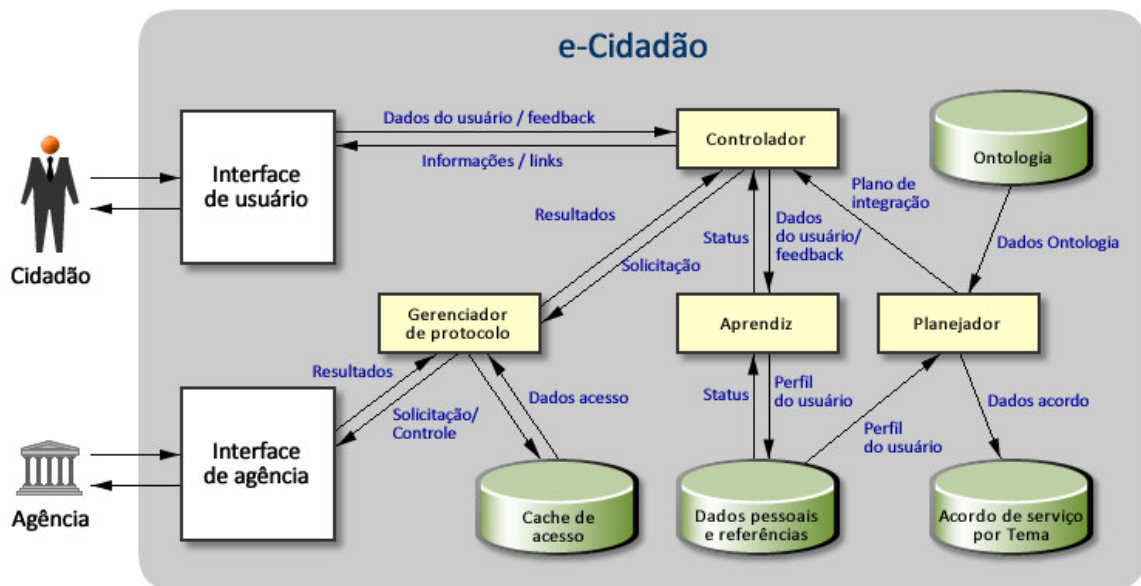 e-Cidadão
Dados do usuário / feedback
Informações / links
Controlador
Ontologia
Interface
de usuário
Cidadão
Resultados
Solicitação
Status
Dados
do usuário/
feedback
Plano de
integração
Dados Ontologia
Gerenciador
de protocolo
Aprendiz
Planejador
Resultados
Solicitação/
Controle
Dados acesso
Status
Perfil
do usuário
Perfil
do usuário
Dados acordo
Interface
de agência
Agência
Cache de
acesso
Dados pessoais
e referências
Acordo de serviço
por Tema